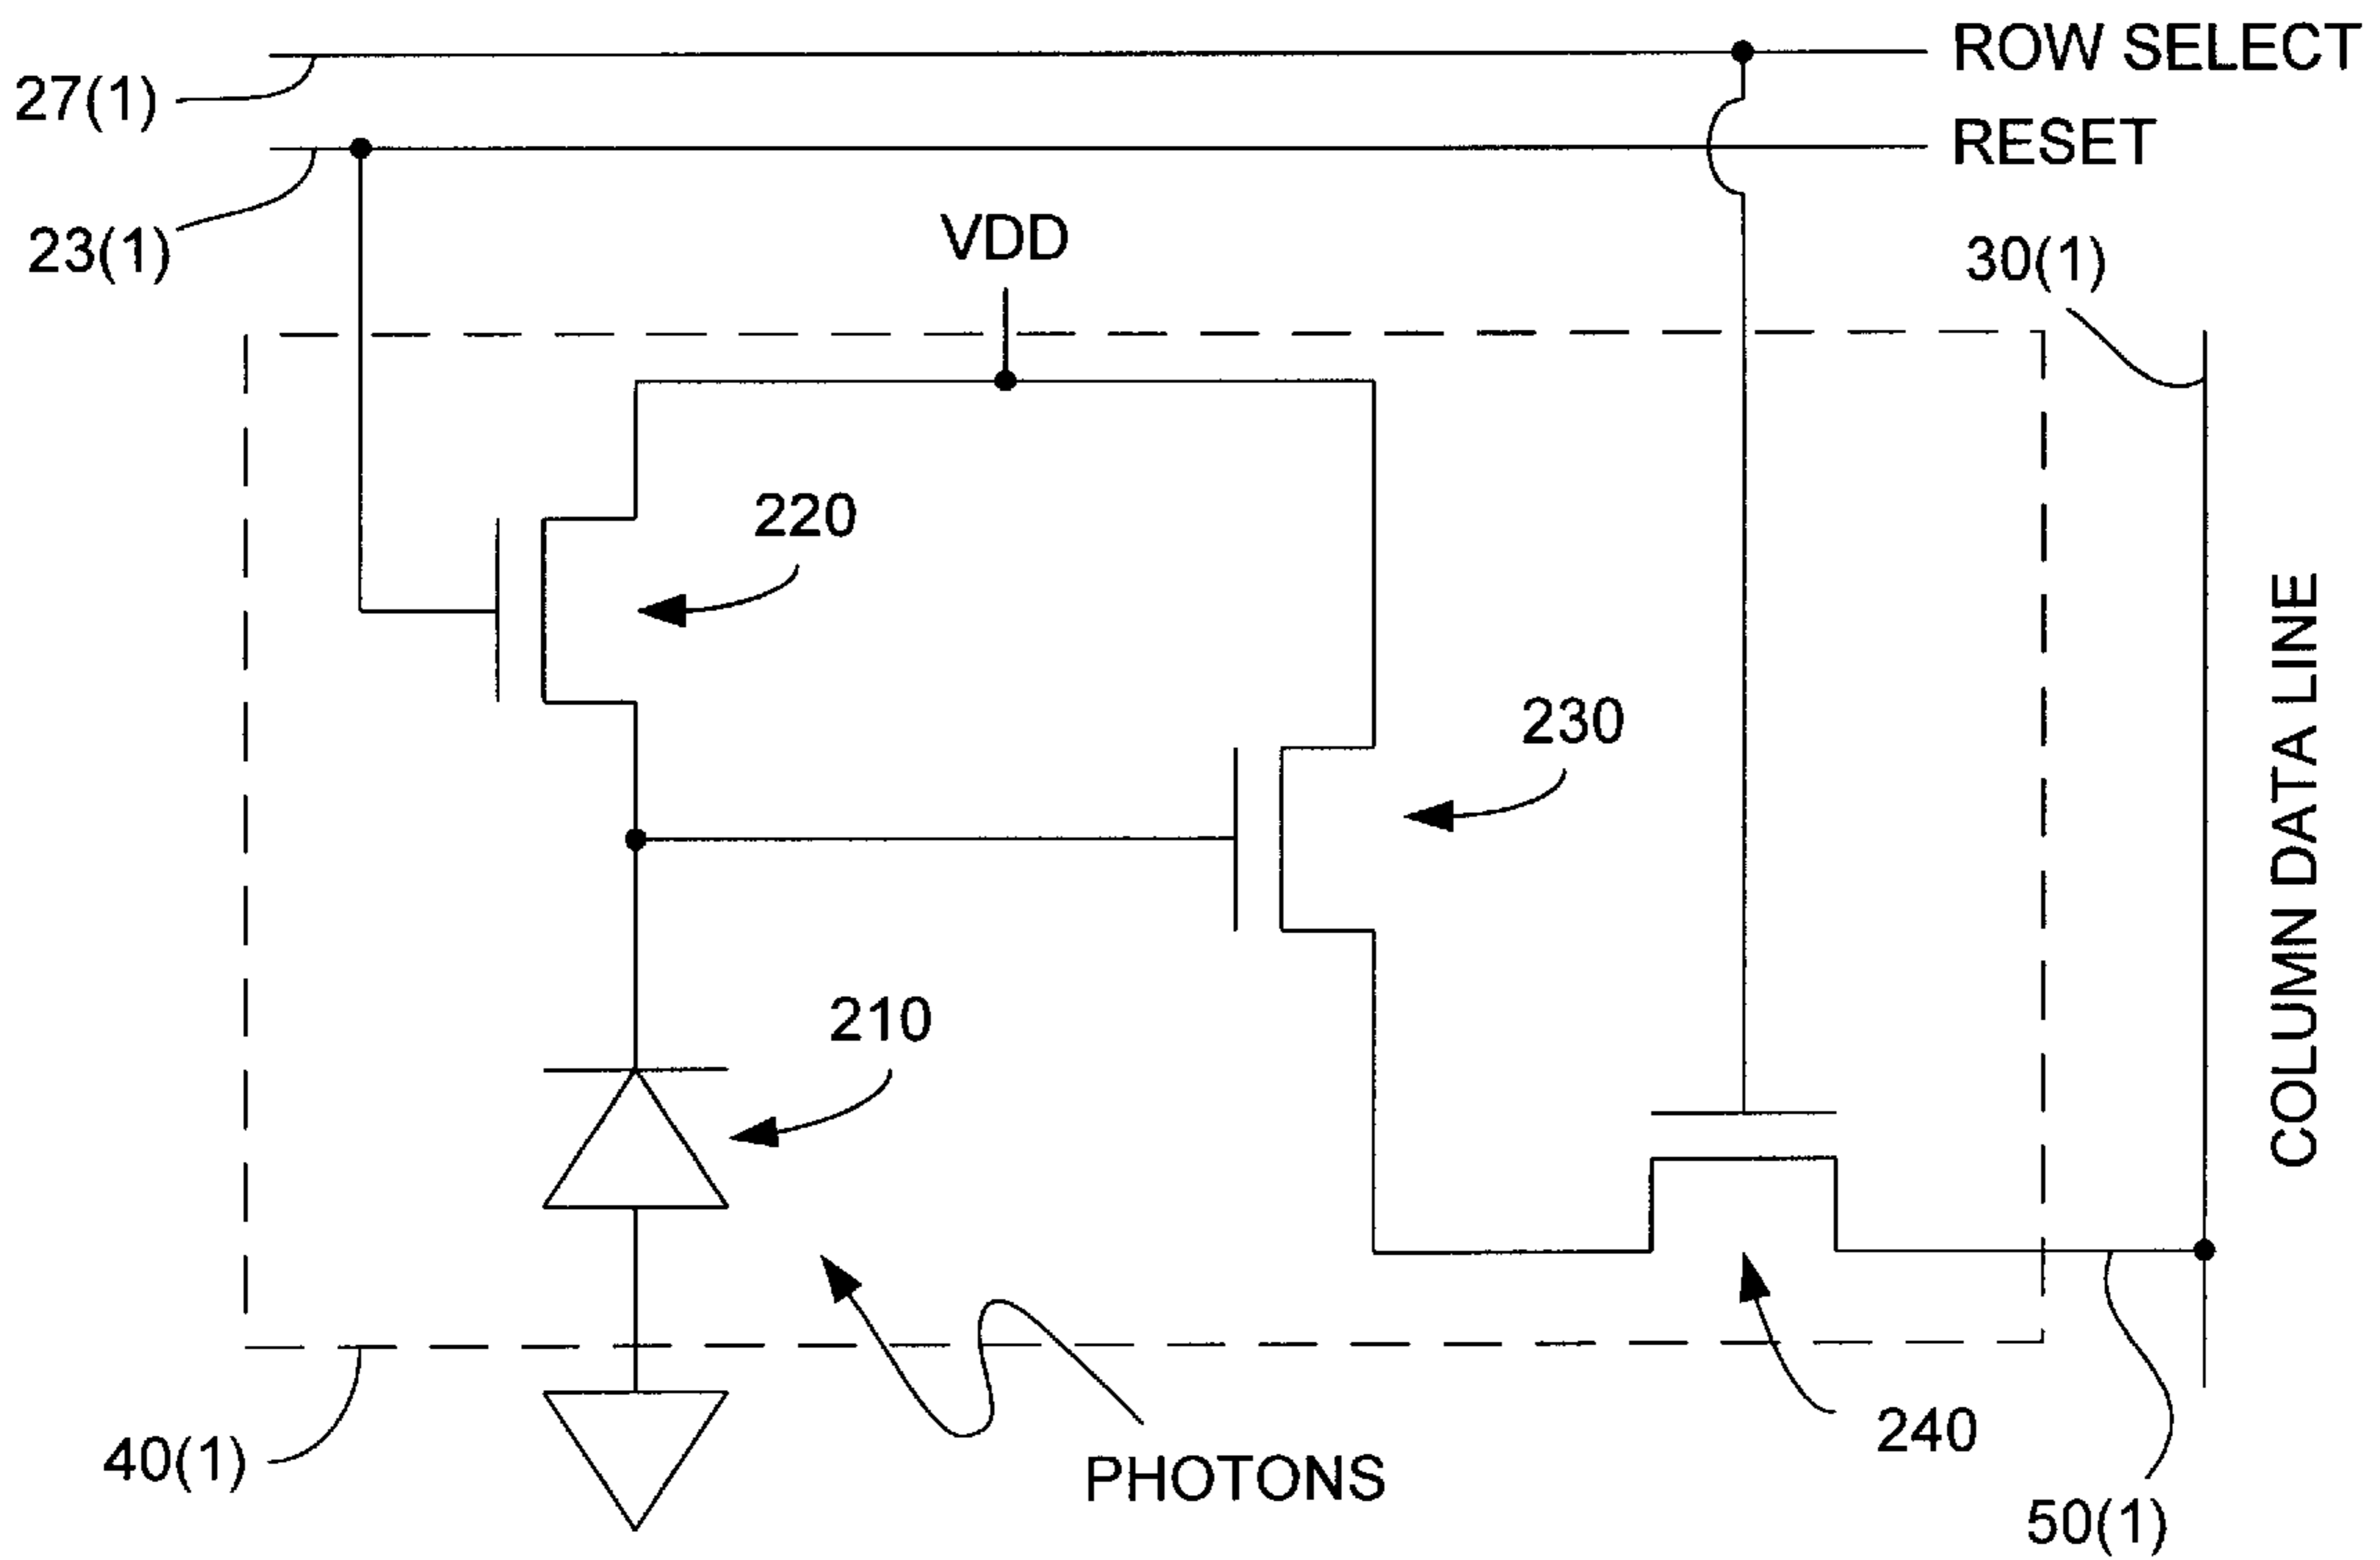 ROW SELECT
27(1)
RESET
23(1)
VDD
30(1)
220
230
COLUMN DATA LINE
210
240
40(1)
PHOTONS
50(1)